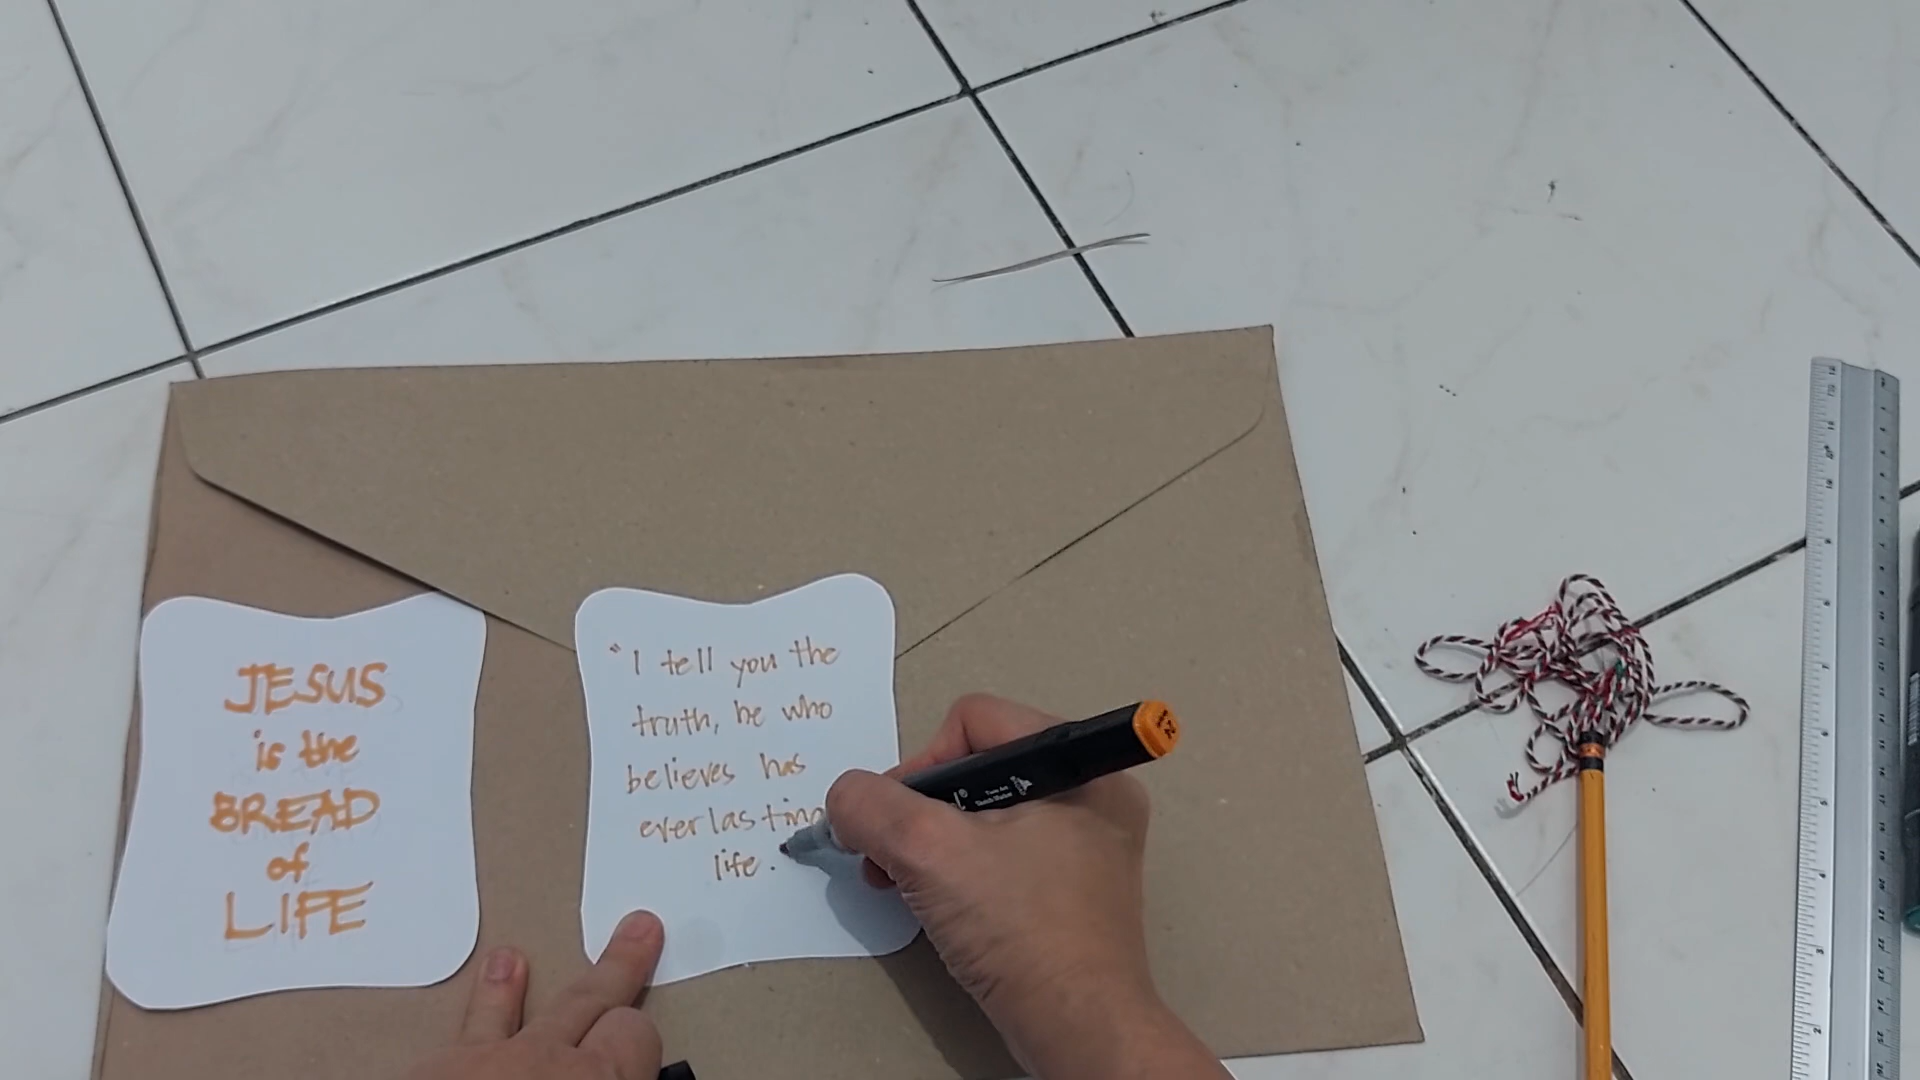 JESUS
is the
BREAD
of
LIFE
"I tell you the
truth, he who
believes has
everlasting
life.